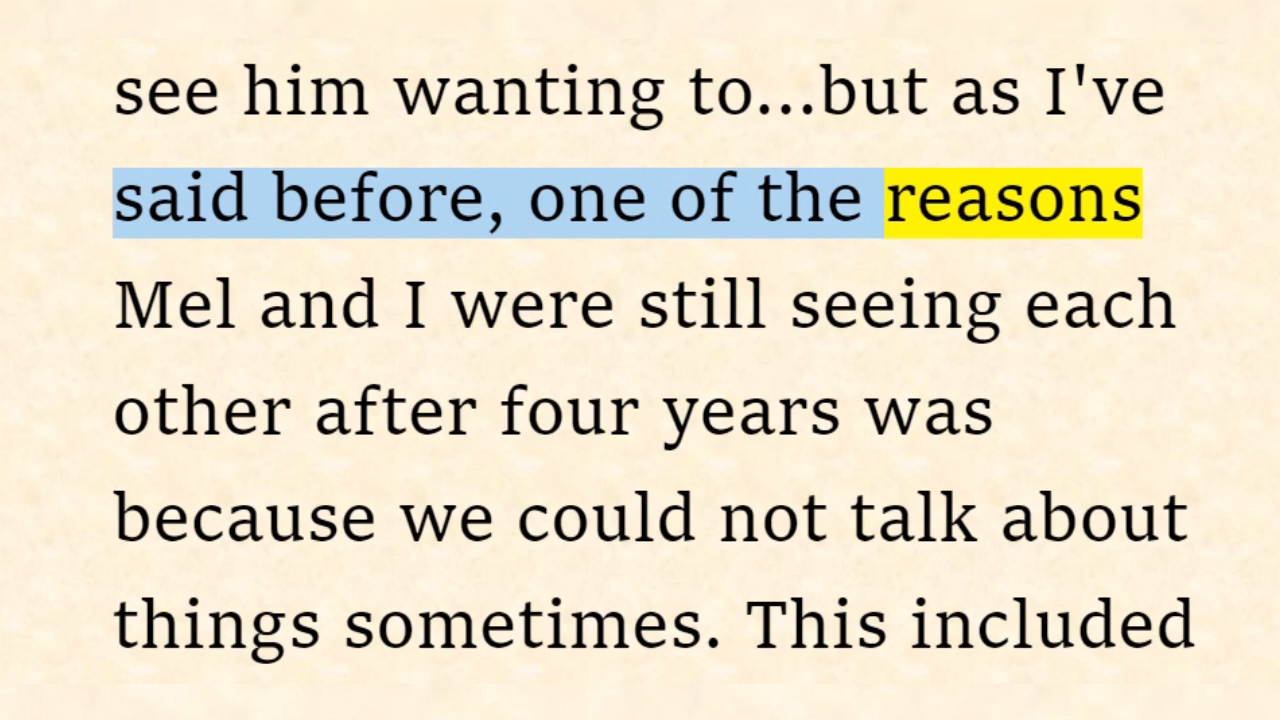 see him wanting to...but as I've
said before, one of the reasons
Mel and I were still seeing each
other after four years was
because we could not talk about
things sometimes. This included